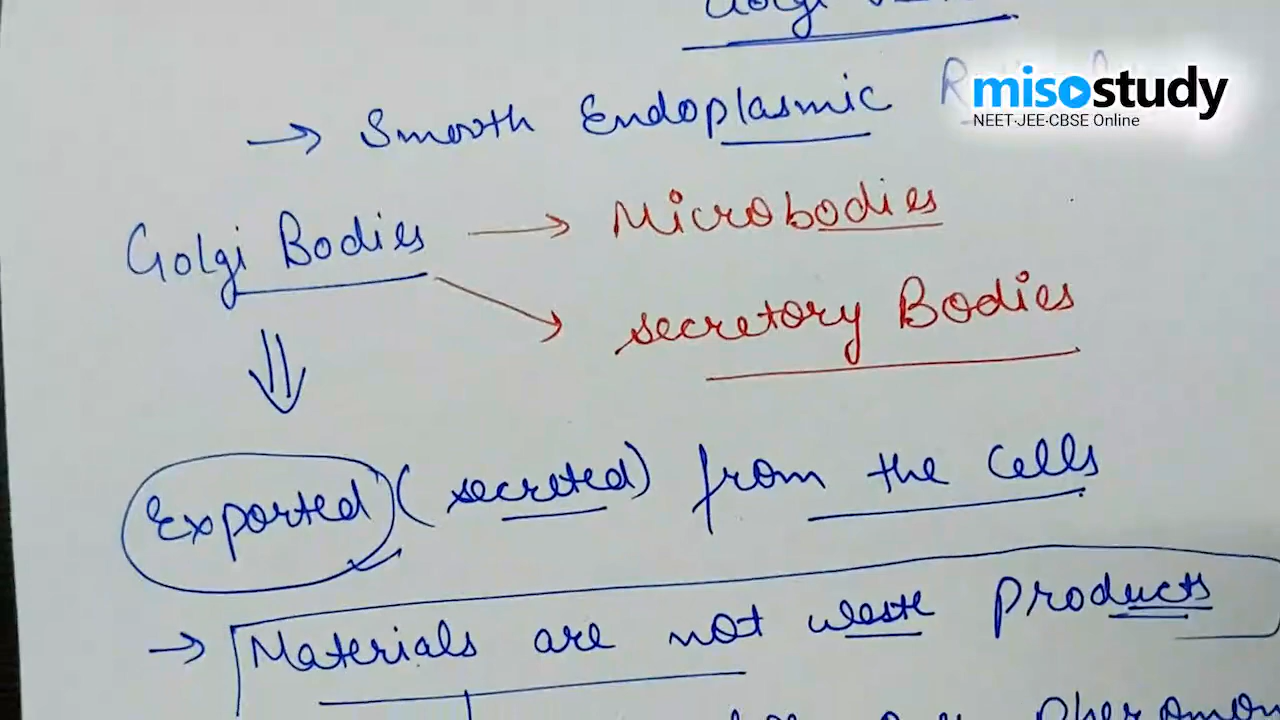 Golgi
→ Smooth Endoplasmic
misostudy
NEET-JEE-CBSE Online
Golgi Bodies → Microbodies
→ secretory Bodies
Exported (secreted) from the cells
→ Materials are not waste products